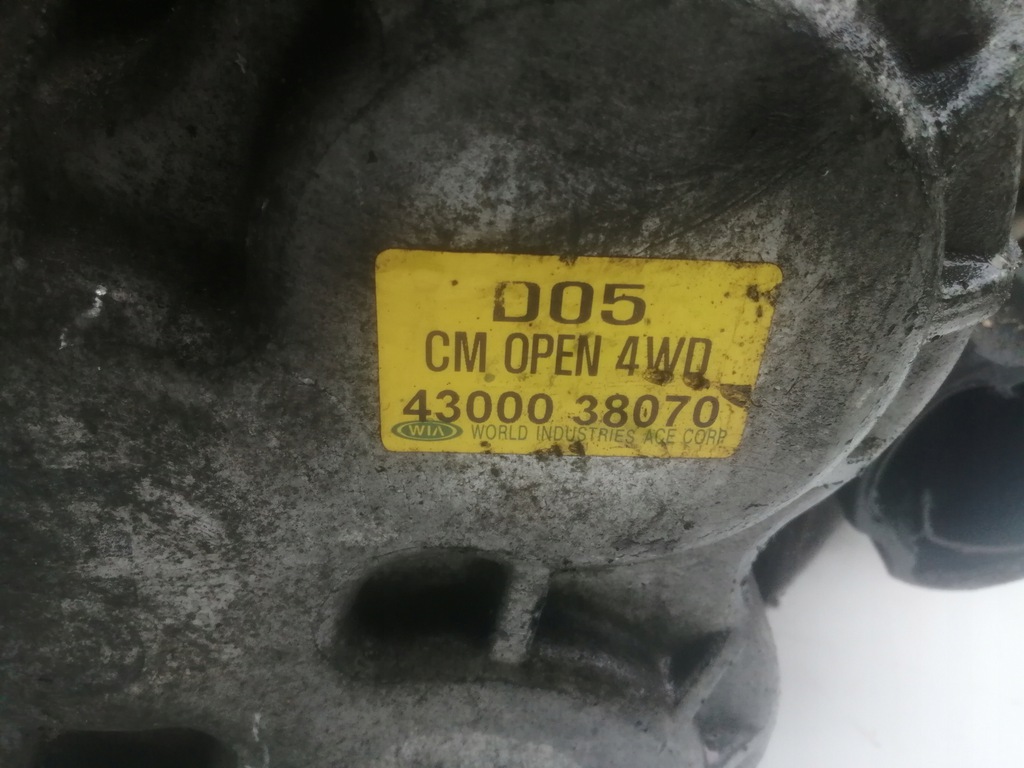 D05
CM OPEN 4WD
43000 38070
WIA WORLD INDUSTRIES ACE CORP